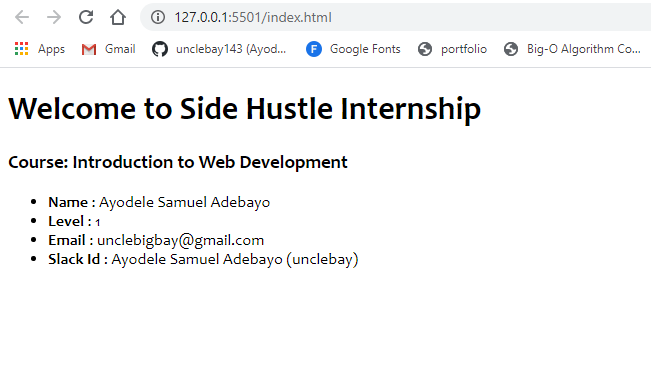 127.0.0.1:5501/index.html
Apps Gmail unclebay143 (Ayod... Google Fonts portfolio Big-O Algorithm Co...
Welcome to Side Hustle Internship
Course: Introduction to Web Development
• Name : Ayodele Samuel Adebayo
• Level : 1
• Email : unclebigbay@gmail.com
• Slack Id : Ayodele Samuel Adebayo (unclebay)